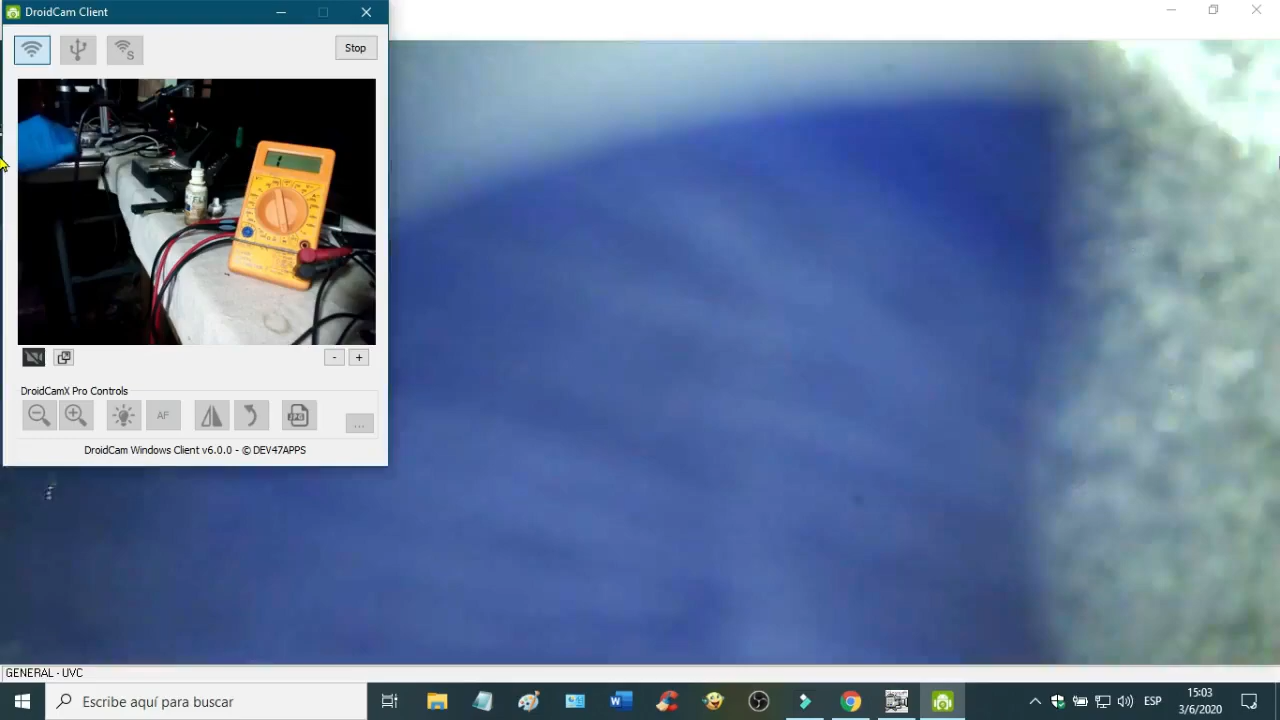 DroidCam Client
S
Stop
- +
DroidCamX Pro Controls
AF
JPG
...
DroidCam Windows Client v6.0.0 - © DEV47APPS
GENERAL - UVC
Escribe aquí para buscar
ESP
15:03
3/6/2020